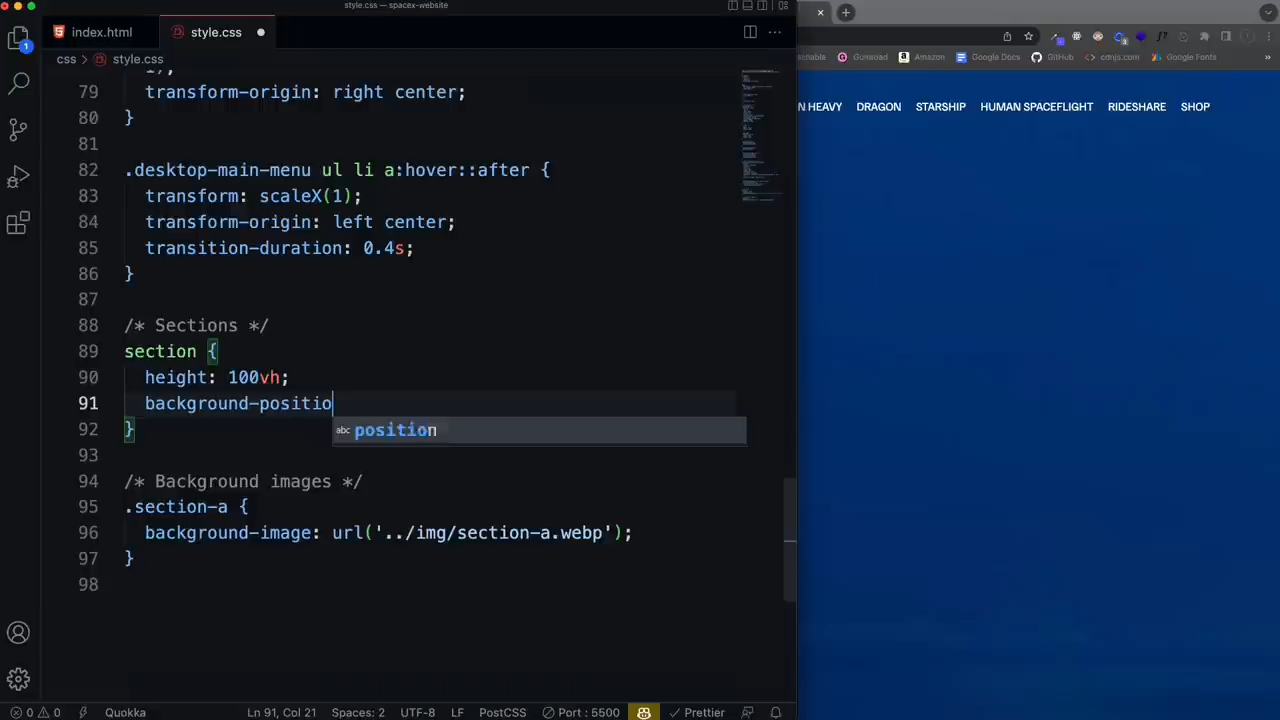 style.css — spacex-website
index.html
style.css
css > style.css
1
79 transform-origin: right center;
80 }
81
82 .desktop-main-menu ul li a:hover::after {
83 transform: scaleX(1);
84 transform-origin: left center;
85 transition-duration: 0.4s;
86 }
87
88 /* Sections */
89 section {
90 height: 100vh;
91 background-positio
abc position
92 }
93
94 /* Background images */
95 .section-a {
96 background-image: url('../img/section-a.webp');
97 }
98
0 0 Quokka Ln 91, Col 21 Spaces: 2 UTF-8 LF PostCSS Port : 5500 Prettier
Gumroad Amazon Google Docs GitHub cdnjs.com Google Fonts »
N HEAVY DRAGON STARSHIP HUMAN SPACEFLIGHT RIDESHARE SHOP